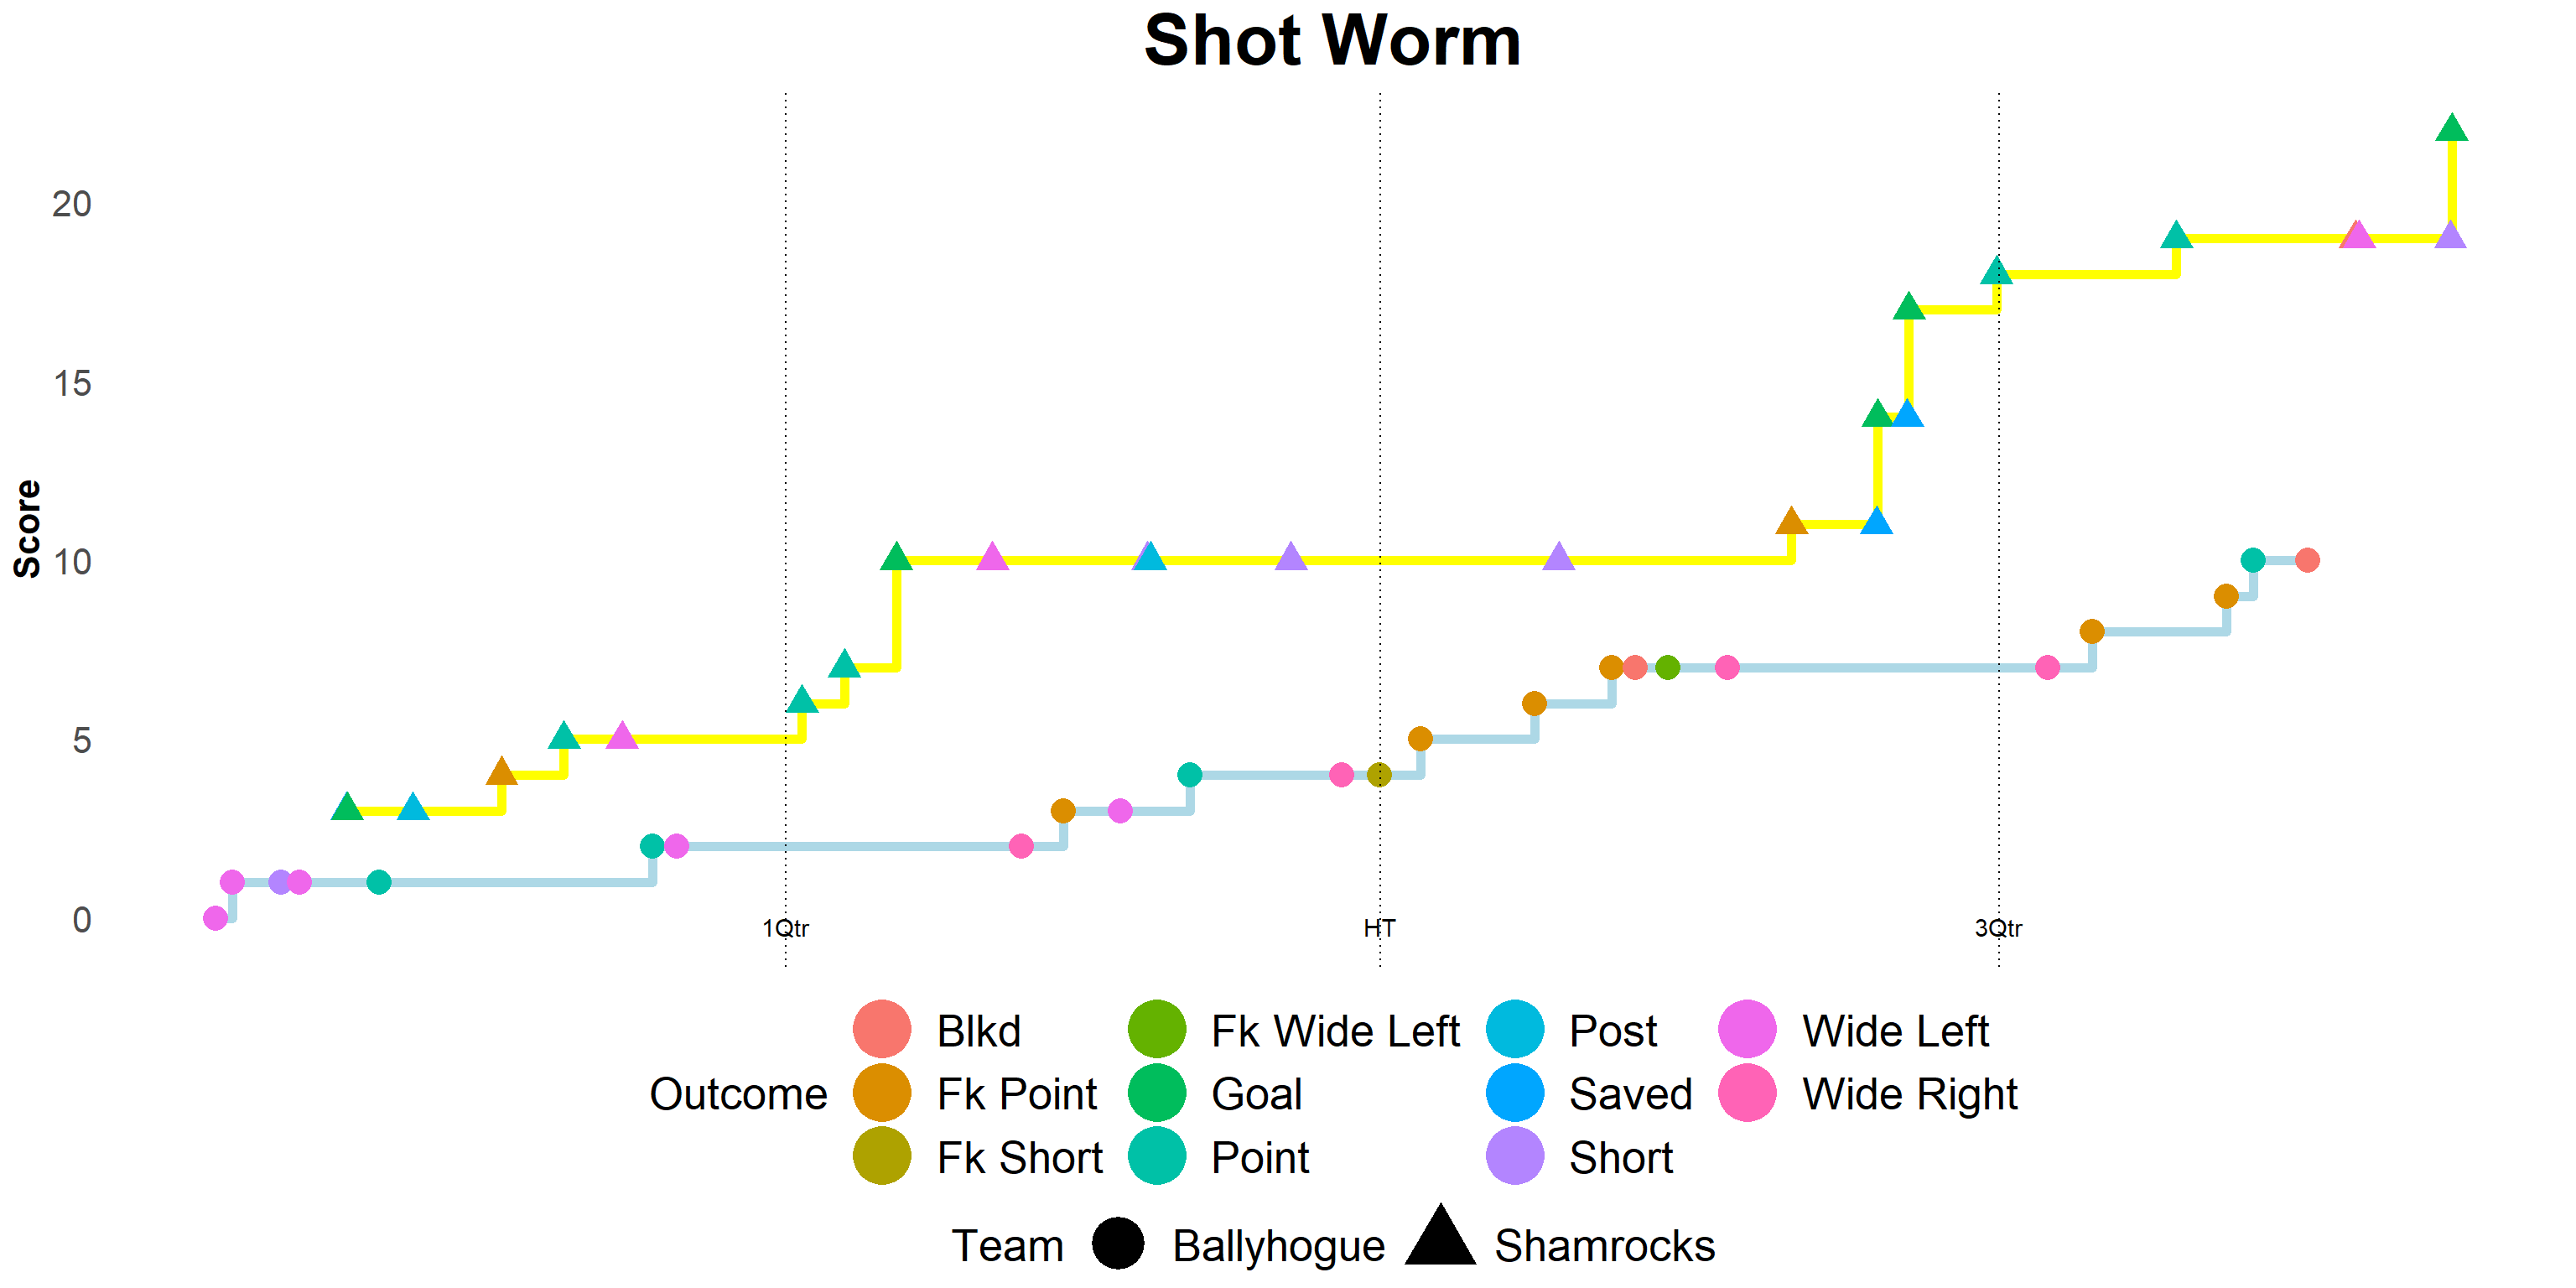 Shot Worm
Score
20
15
10
5
0
1Qtr
HT
3Qtr
Outcome
Blkd
Fk Wide Left
Post
Wide Left
Fk Point
Goal
Saved
Wide Right
Fk Short
Point
Short
Team
Ballyhogue
Shamrocks